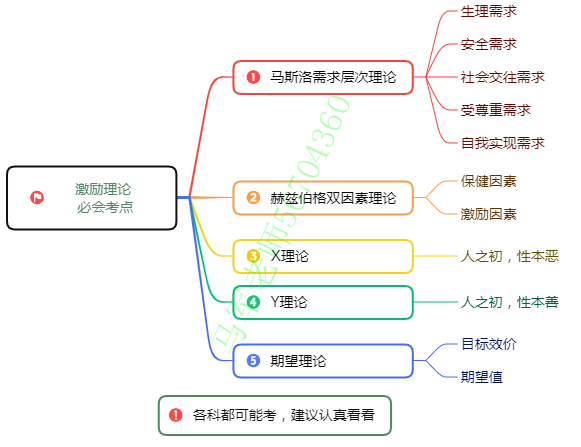 激励理论
必会考点
1 马斯洛需求层次理论
生理需求
安全需求
社会交往需求
受尊重需求
自我实现需求
2 赫兹伯格双因素理论
保健因素
激励因素
3 X理论
人之初，性本恶
4 Y理论
人之初，性本善
5 期望理论
目标效价
期望值
! 各科都可能考，建议认真看看